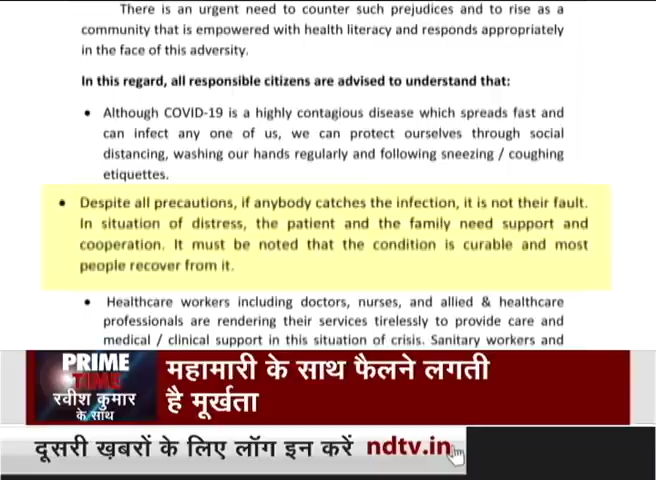 There is an urgent need to counter such prejudices and to rise as a
community that is empowered with health literacy and responds appropriately
in the face of this adversity.
In this regard, all responsible citizens are advised to understand that:
• Although COVID-19 is a highly contagious disease which spreads fast and
can infect any one of us, we can protect ourselves through social
distancing, washing our hands regularly and following sneezing / coughing
etiquettes.
• Despite all precautions, if anybody catches the infection, it is not their fault.
In situation of distress, the patient and the family need support and
cooperation. It must be noted that the condition is curable and most
people recover from it.
• Healthcare workers including doctors, nurses, and allied & healthcare
professionals are rendering their services tirelessly to provide care and
medical / clinical support in this situation of crisis. Sanitary workers and
PRIME
TIME
रवीश कुमार
के साथ
महामारी के साथ फैलने लगती
है मूर्खता
दूसरी ख़बरों के लिए लॉग इन करें ndtv.in